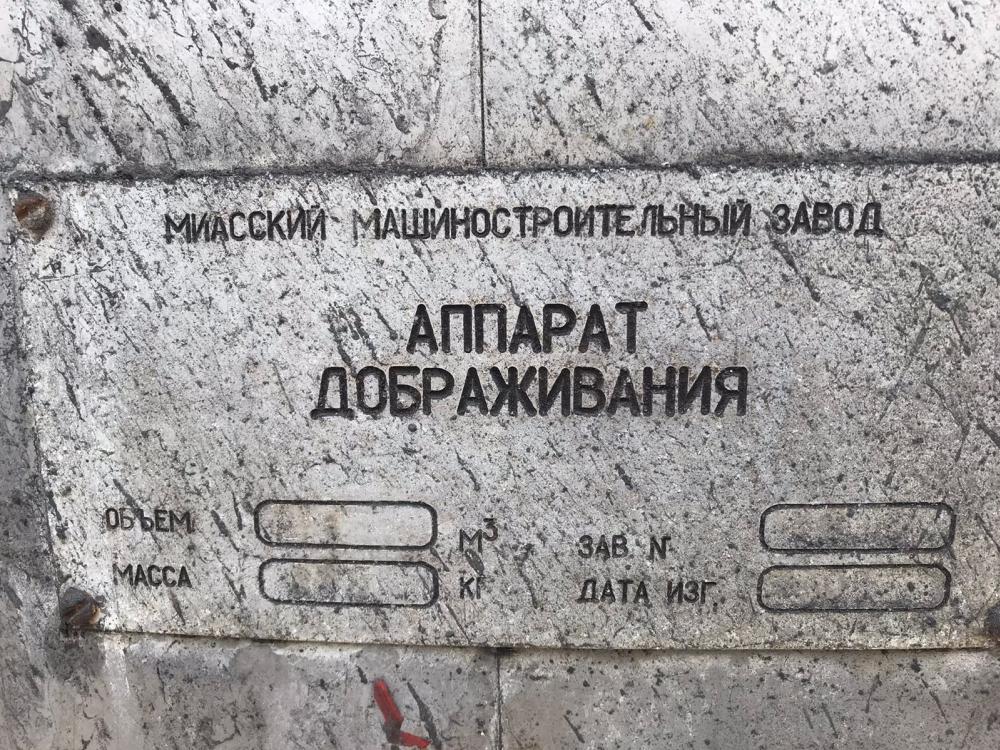 МИАССКИЙ МАШИНОСТРОИТЕЛЬНЫЙ ЗАВОД
АППАРАТ
ДОБРАЖИВАНИЯ
ОБЪЕМ М³
МАССА КГ
ЗАВ. N
ДАТА ИЗГ.